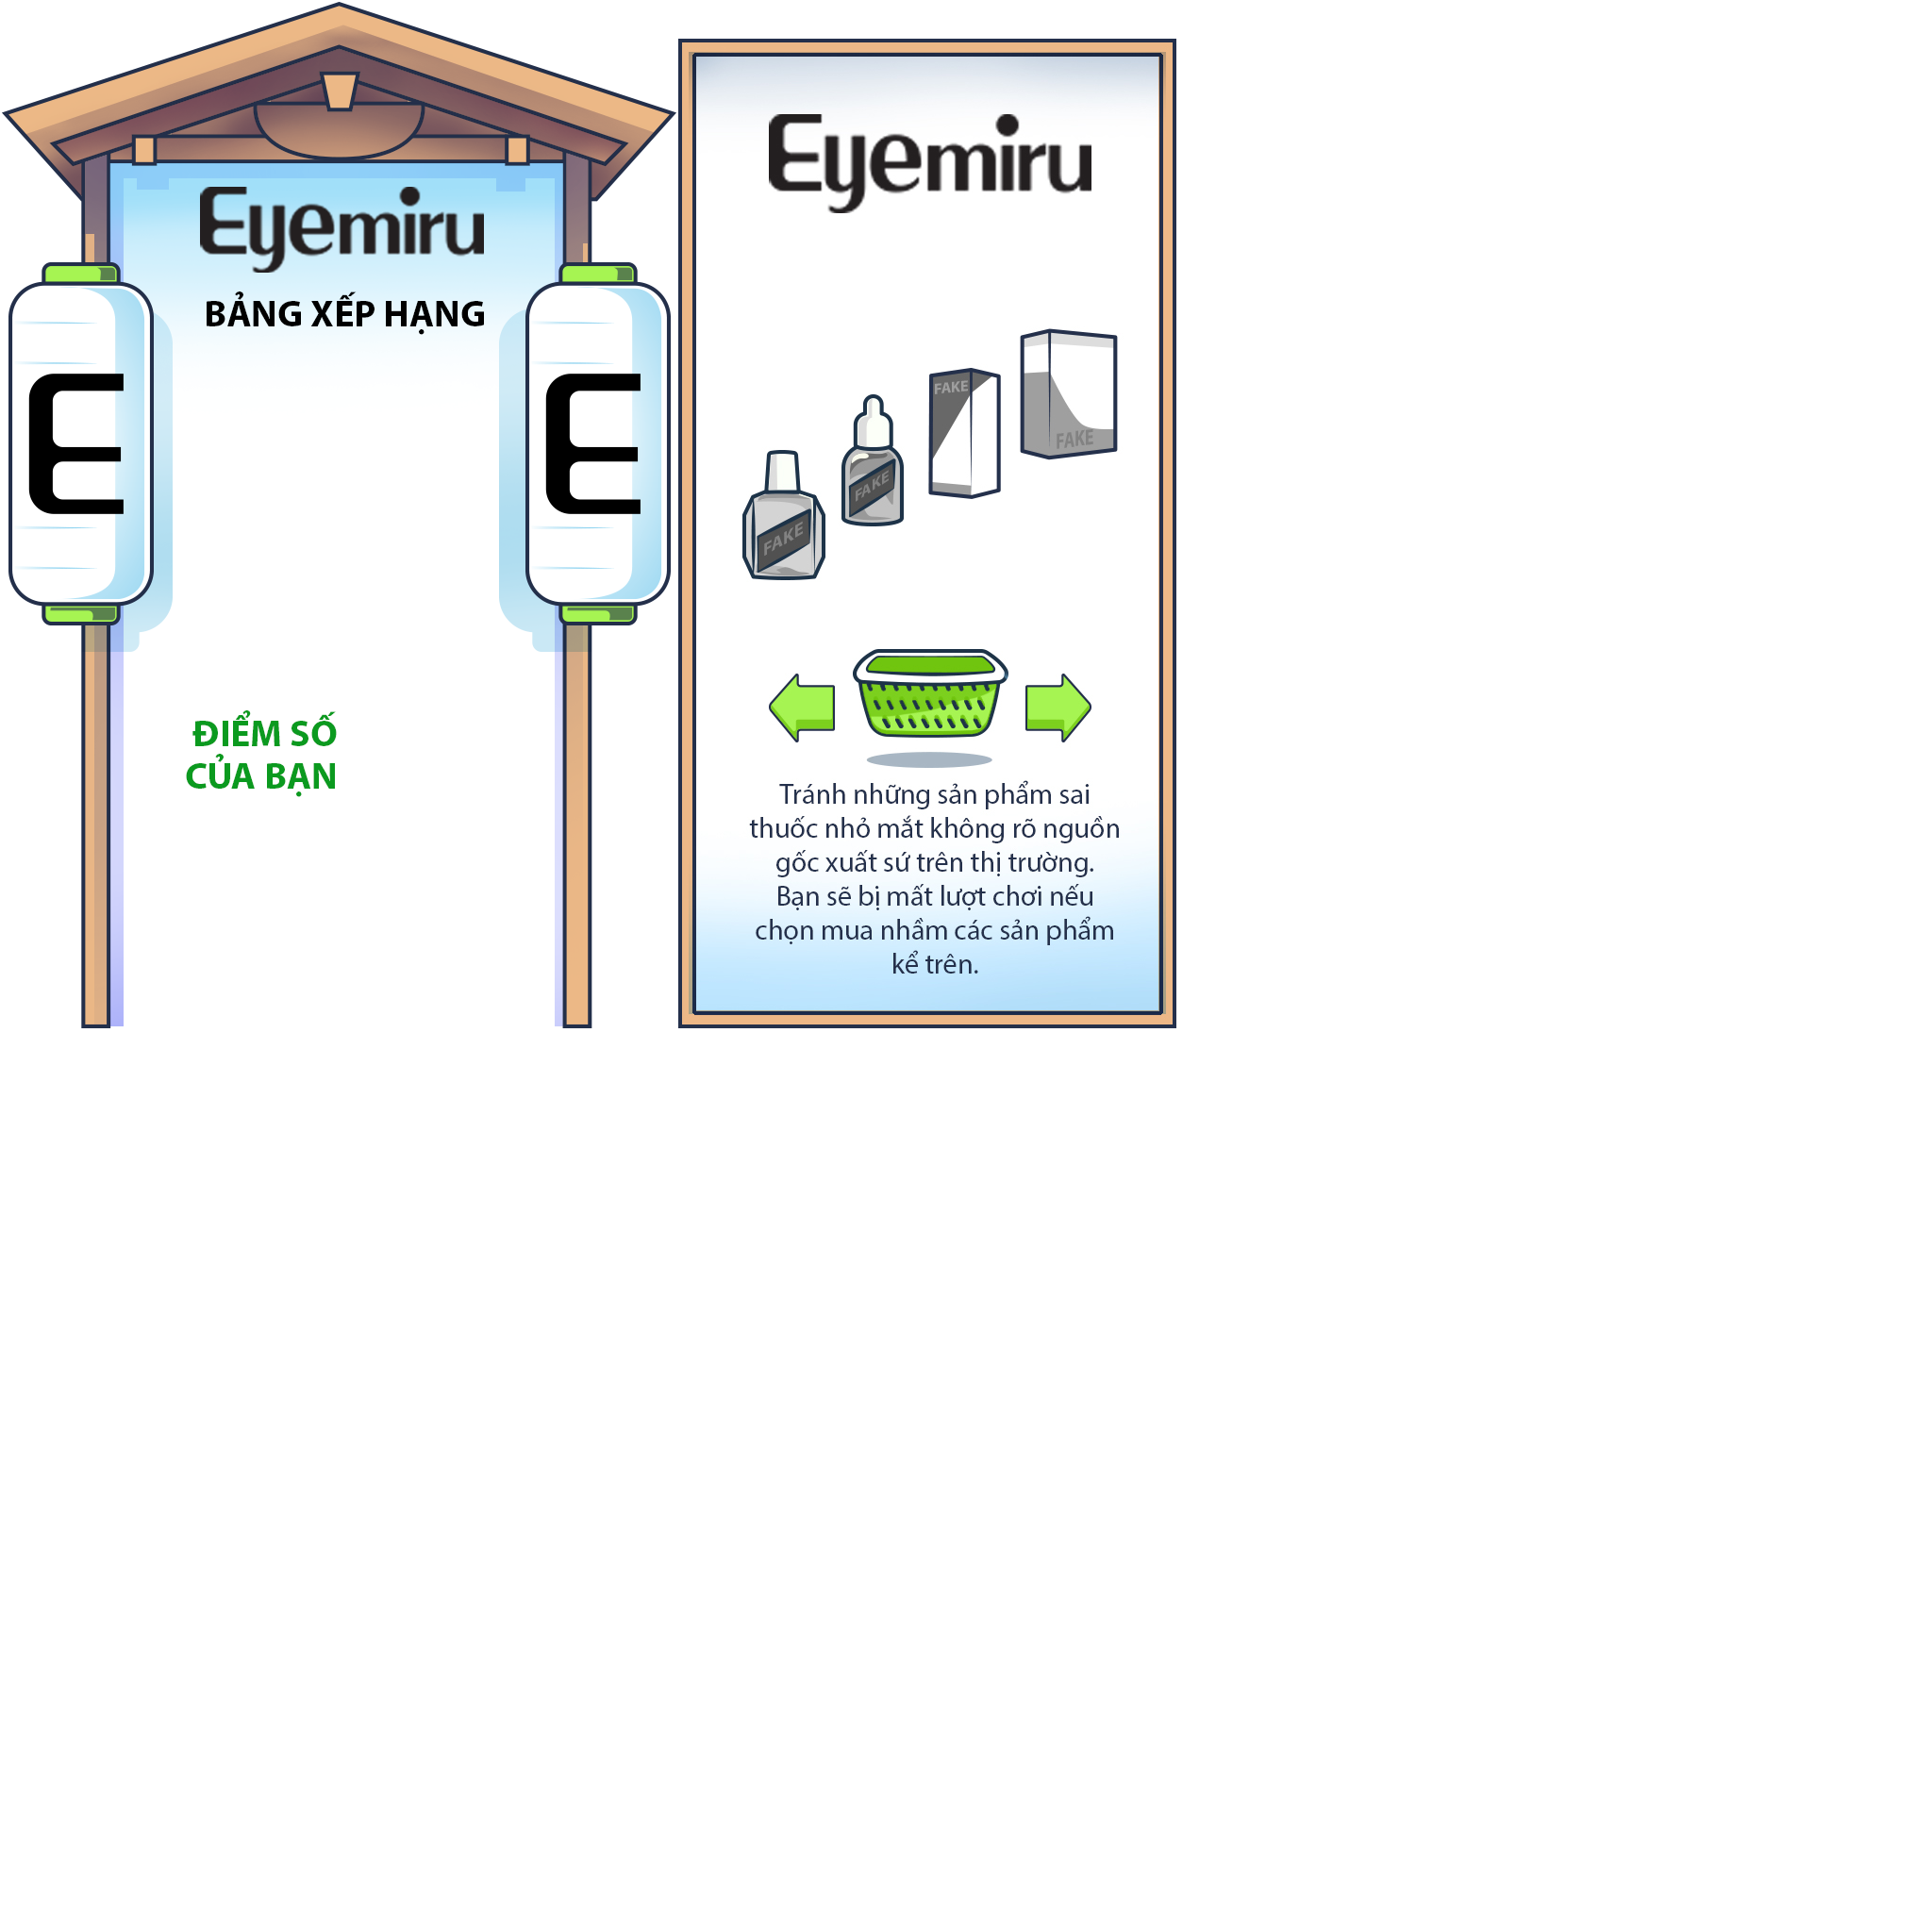 Eyemiru
BẢNG XẾP HẠNG
E
E
ĐIỂM SỐ
CỦA BẠN
Eyemiru
FAKE
FAKE
FAKE
FAKE
Tránh những sản phẩm sai
thuốc nhỏ mắt không rõ nguồn
gốc xuất sứ trên thị trường.
Bạn sẽ bị mất lượt chơi nếu
chọn mua nhầm các sản phẩm
kể trên.